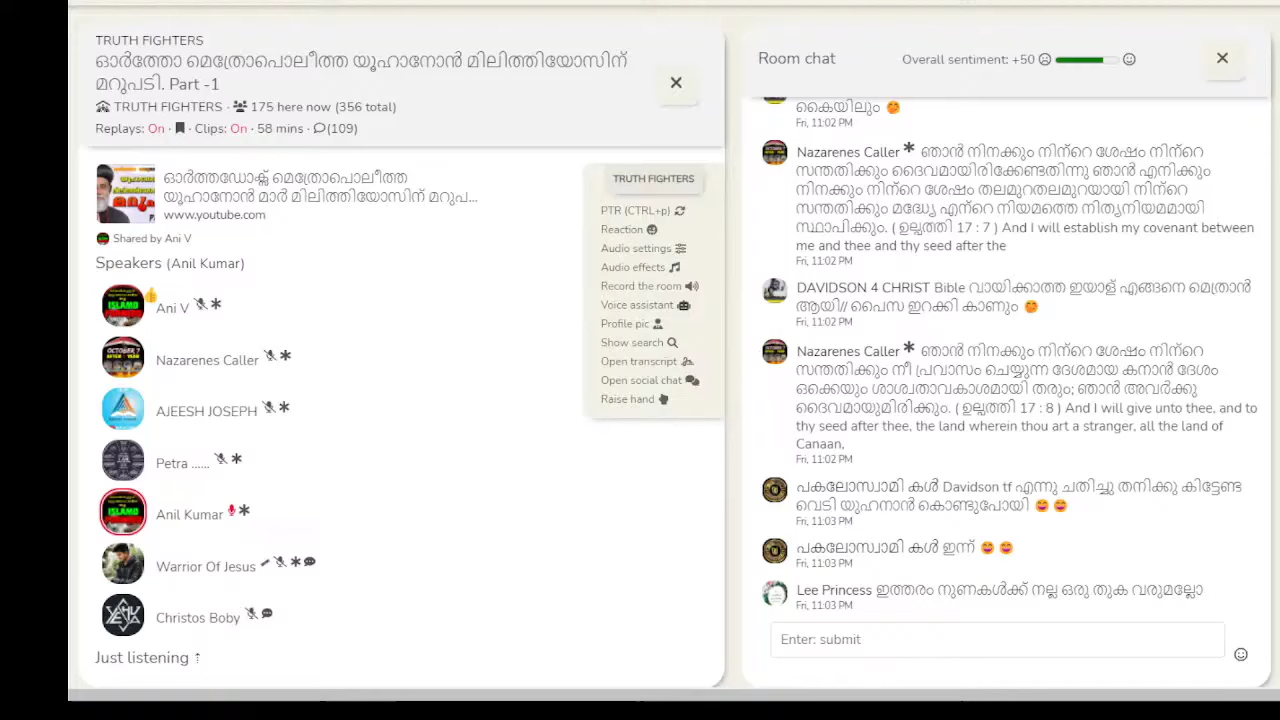 TRUTH FIGHTERS
ഓർത്തോ മെത്രോപൊലീത്ത യൂഹാനോൻ മിലിത്തിയോസിന്
മറുപടി. Part -1
TRUTH FIGHTERS · 175 here now (356 total)
Replays: On · Clips: On · 58 mins · (109)
ഓർത്തഡോക്സ് മെത്രോപൊലീത്ത
യൂഹാനോൻ മാർ മിലിത്തിയോസിന് മറുപ...
www.youtube.com
Shared by Ani V
Speakers (Anil Kumar)
Ani V
Nazarenes Caller
AJEESH JOSEPH
Petra ......
Anil Kumar
Warrior Of Jesus
Christos Boby
Just listening ⇡
TRUTH FIGHTERS
PTR (CTRL+p)
Reaction
Audio settings
Audio effects
Record the room
Voice assistant
Profile pic
Show search
Open transcript
Open social chat
Raise hand
Room chat
Overall sentiment: +50
കൈയിലും 🤭
Fri, 11:02 PM
Nazarenes Caller * ഞാൻ നിനക്കും നിൻ്റെ ശേഷം നിൻ്റെ
സന്തതിക്കും ദൈവമായിരിക്കേണ്ടതിന്നു ഞാൻ എനിക്കും
നിനക്കും നിൻ്റെ ശേഷം തലമുറതലമുറയായി നിൻ്റെ
സന്തതിക്കും മദ്ധ്യേ എൻ്റെ നിയമത്തെ നിത്യനിയമമായി
സ്ഥാപിക്കും. ( ഉല്പത്തി 17 : 7 ) And I will establish my covenant between
me and thee and thy seed after the
Fri, 11:02 PM
DAVIDSON 4 CHRIST Bible വായിക്കാത്ത ഇയാള് എങ്ങനെ മെത്രാൻ
ആയി// പൈസ ഇറക്കി കാണും 🤭
Fri, 11:02 PM
Nazarenes Caller * ഞാൻ നിനക്കും നിൻ്റെ ശേഷം നിൻ്റെ
സന്തതിക്കും നീ പ്രവാസം ചെയ്യുന്ന ദേശമായ കനാൻ ദേശം
ഒക്കെയും ശാശ്വതാവകാശമായി തരും; ഞാൻ അവർക്കു
ദൈവമായുമിരിക്കും. ( ഉല്പത്തി 17 : 8 ) And I will give unto thee, and to
thy seed after thee, the land wherein thou art a stranger, all the land of
Canaan,
Fri, 11:02 PM
പകലോസ്വാമി കൾ Davidson tf എന്നു ചതിച്ചു തനിക്കു കിട്ടേണ്ട
വെടി യുഹനാൻ കൊണ്ടുപോയി 😄 😄
Fri, 11:03 PM
പകലോസ്വാമി കൾ ഇന്ന് 😄 😄
Fri, 11:03 PM
Lee Princess ഇത്തരം നുണകൾക്ക് നല്ല ഒരു തുക വരുമല്ലോ
Fri, 11:03 PM
Enter: submit